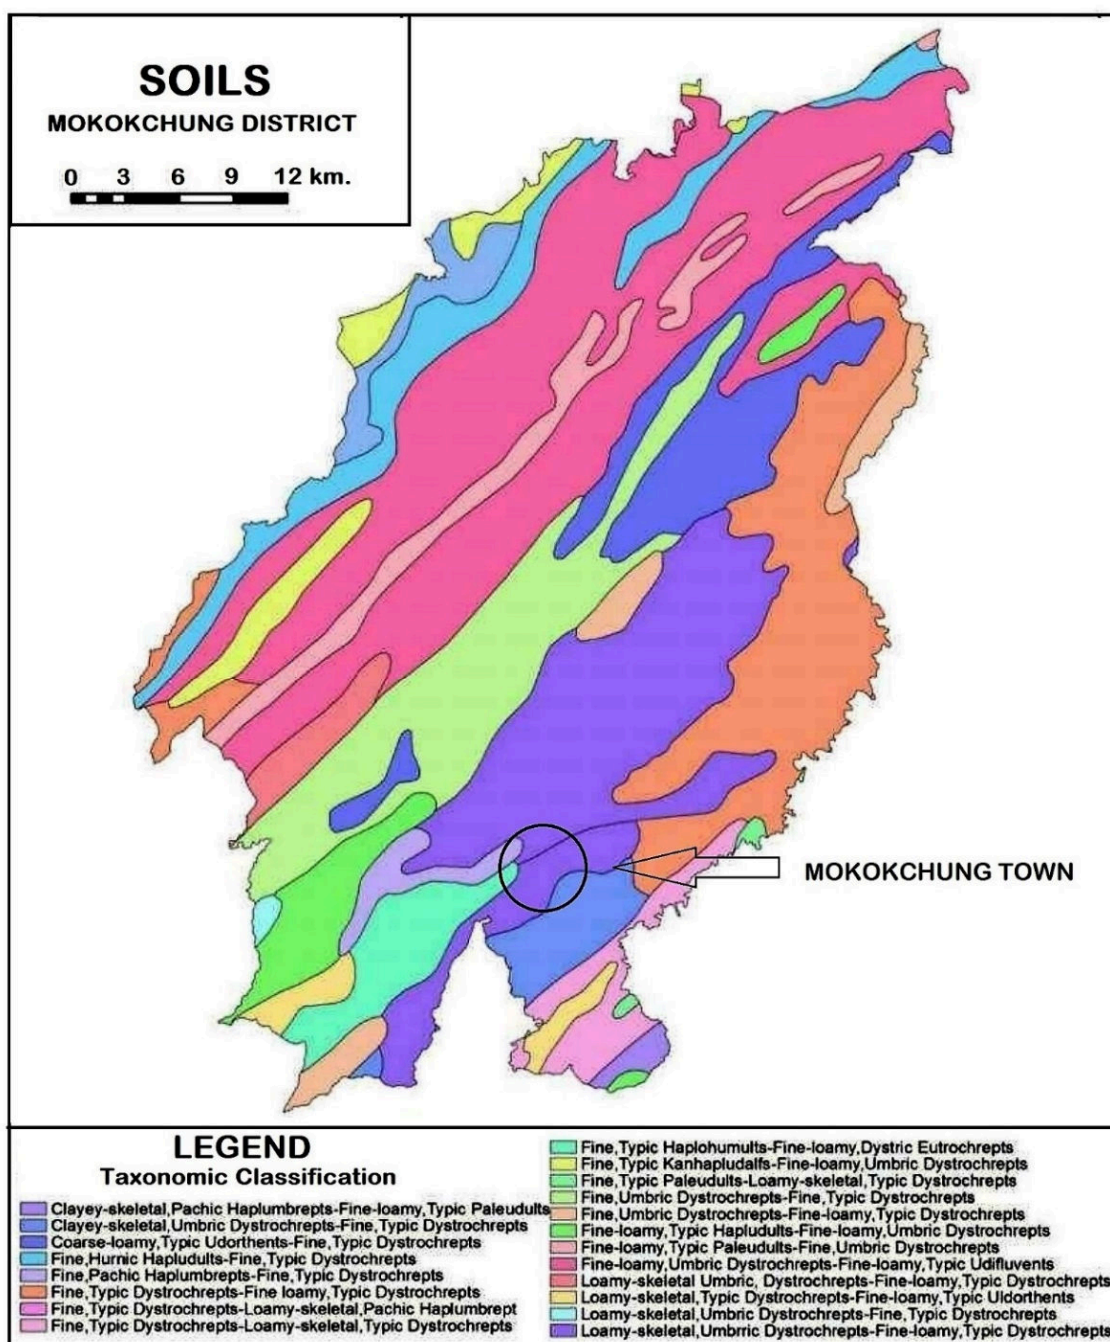 SOILS
MOKOKCHUNG DISTRICT
0 3 6 9 12 km.
MOKOKCHUNG TOWN
LEGEND
Taxonomic Classification
Clayey-skeletal,Pachic Haplumbrepts-Fine-loamy,Typic Paleudults
Clayey-skeletal,Umbric Dystrochrepts-Fine,Typic Dystrochrepts
Coarse-loamy,Typic Udorthents-Fine,Typic Dystrochrepts
Fine,Humic Hapludults-Fine,Typic Dystrochrepts
Fine,Pachic Haplumbrepts-Fine,Typic Dystrochrepts
Fine,Typic Dystrochrepts-Fine loamy,Typic Dystrochrepts
Fine,Typic Dystrochrepts-Loamy-skeletal,Pachic Haplumbrept
Fine,Typic Dystrochrepts-Loamy-skeletal,Typic Dystrochrepts
Fine,Typic Haplohumults-Fine-loamy,Dystric Eutrochrepts
Fine,Typic Kanhapludalfs-Fine-loamy,Umbric Dystrochrepts
Fine,Typic Paleudults-Loamy-skeletal,Typic Dystrochrepts
Fine,Umbric Dystrochrepts-Fine,Typic Dystrochrepts
Fine,Umbric Dystrochrepts-Fine-loamy,Typic Dystrochrepts
Fine-loamy,Typic Hapludults-Fine-loamy,Umbric Dystrochrepts
Fine-loamy,Typic Paleudults-Fine,Umbric Dystrochrepts
Fine-loamy,Umbric Dystrochrepts-Fine-loamy,Typic Udifluvents
Loamy-skeletal Umbric, Dystrochrepts-Fine-loamy,Typic Dystrochrepts
Loamy-skeletal,Typic Dystrochrepts-Fine-loamy,Typic Uldorthents
Loamy-skeletal,Umbric Dystrochrepts-Fine,Typic Dystrochrepts
Loamy-skeletal,Umbrric Dystrochrepts-Fine-loamy,Typic Dystrochrepts